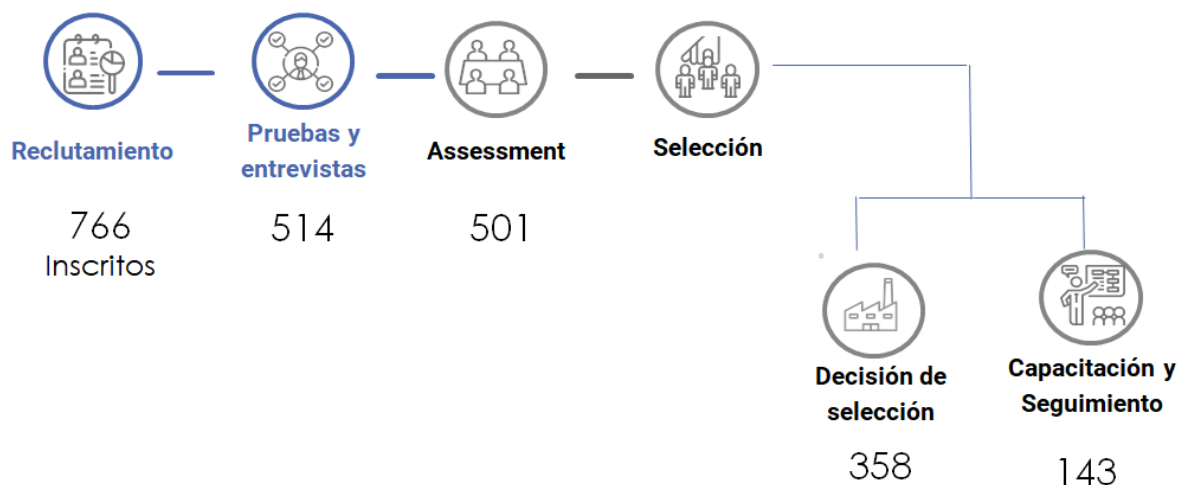 Reclutamiento
766
Inscritos
Pruebas y
entrevistas
514
Assessment
501
Selección
Decisión de
selección
358
Capacitación y
Seguimiento
143